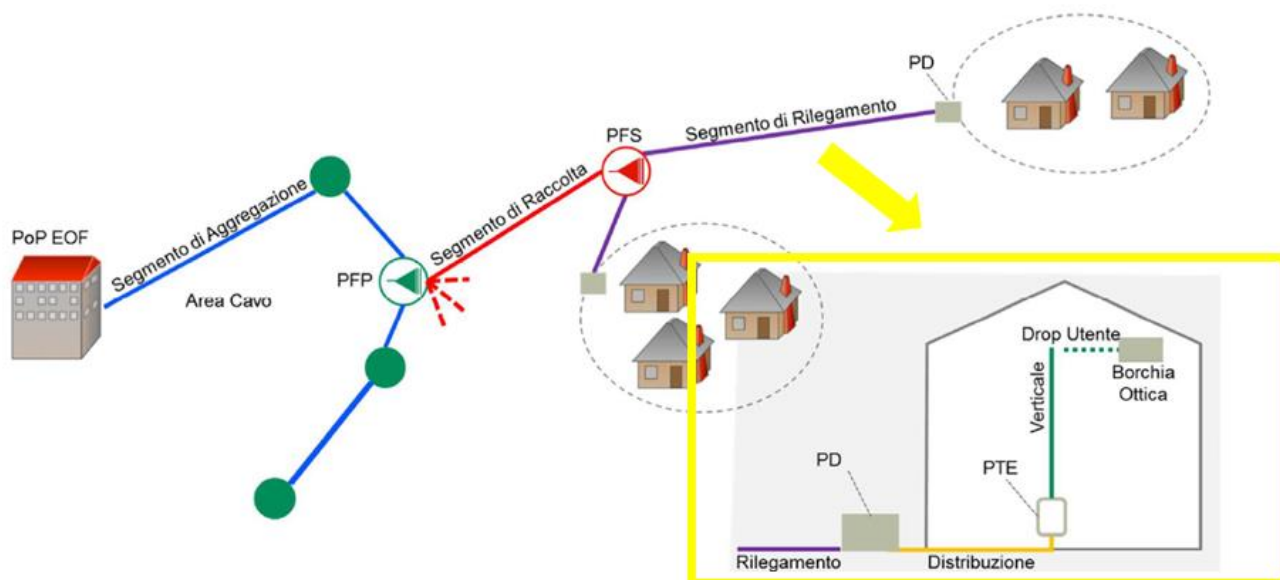 PD
Segmento di Rilegamento
PFS
Segmento di Raccolta
Segmento di Aggregazione
PoP EOF
PFP
Area Cavo
Drop Utente
Borchia
Ottica
Verticale
PD
PTE
Rilegamento
Distribuzione